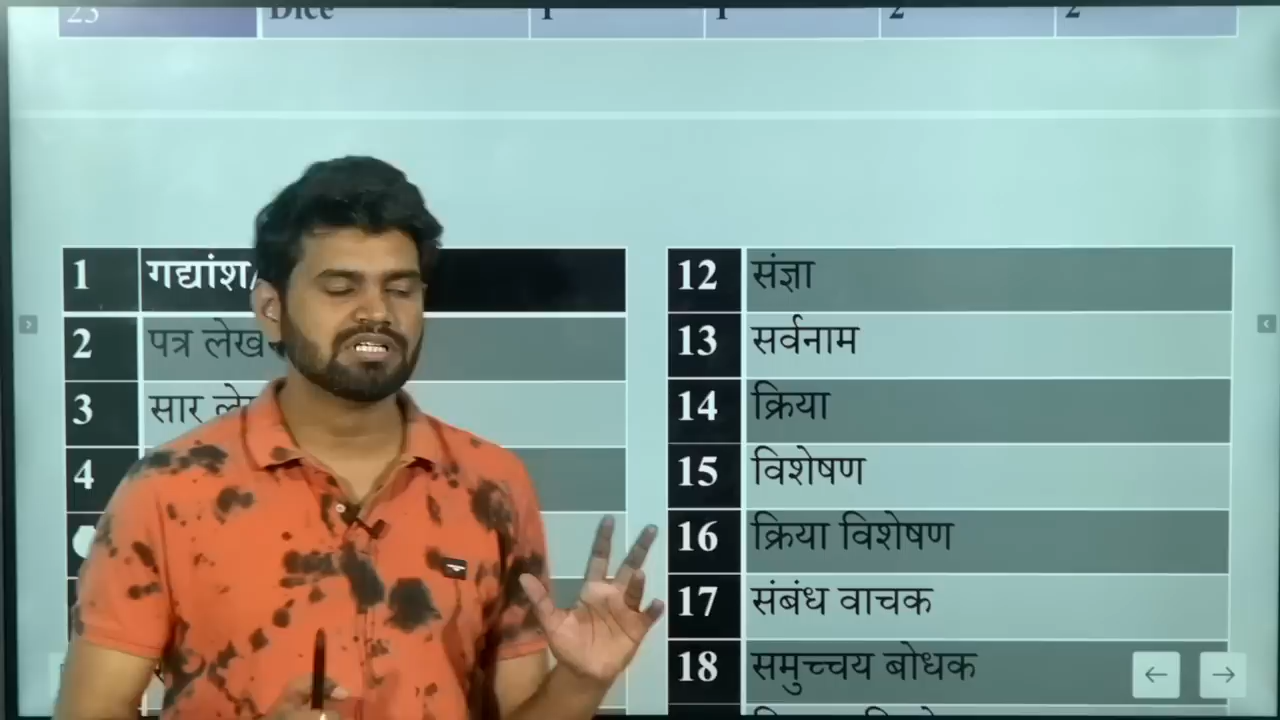 23 Dice 1 1 2 2
1 गद्यांश/
2 पत्र लेख
3 सार ले
4
12 संज्ञा
13 सर्वनाम
14 क्रिया
15 विशेषण
16 क्रिया विशेषण
17 संबंध वाचक
18 समुच्चय बोधक